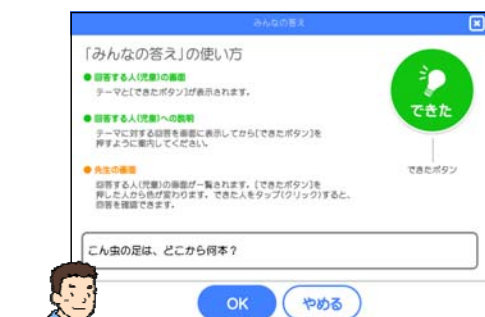 みんなの答え
「みんなの答え」の使い方
● 回答する人(児童)の画面
テーマと[できたボタン]が表示されます。
● 回答する人(児童)への説明
テーマに対する回答を画面に表示してから[できたボタン]を
押すように案内してください。
● 先生の画面
回答する人(児童)の画面が一覧されます。[できたボタン]を
押した人から色が変わります。できた人をタップ(クリック)すると、
回答を確認できます。
できた
できたボタン
こん虫の足は、どこから何本？
OK
やめる